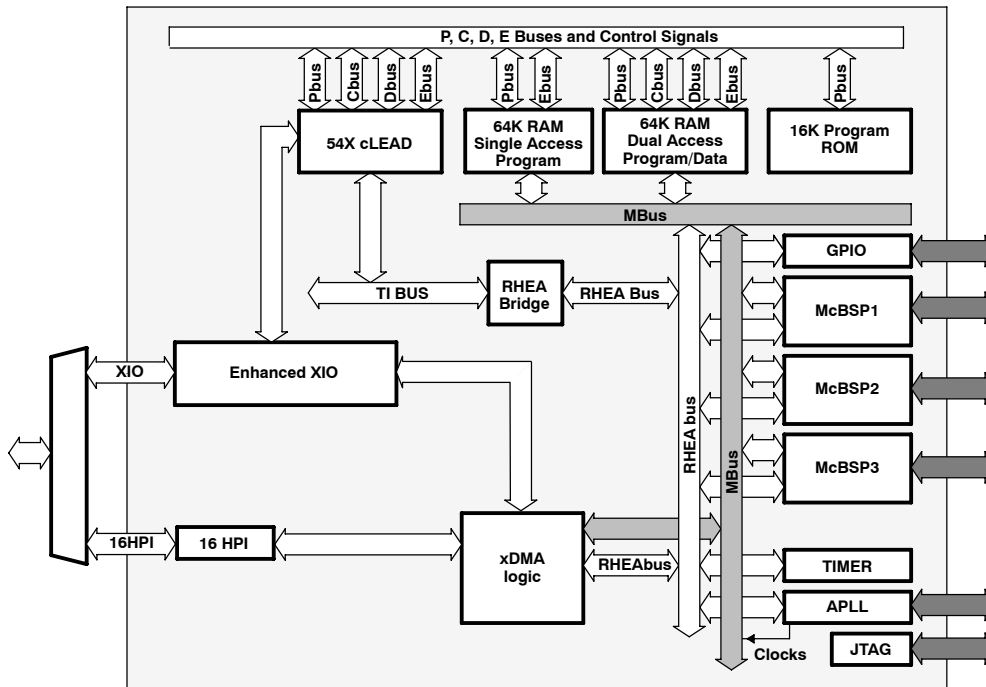 P, C, D, E Buses and Control Signals
Pbus
Cbus
Dbus
Ebus
Pbus
Ebus
Pbus
Cbus
Dbus
Ebus
Pbus
54X cLEAD
64K RAM
Single Access
Program
64K RAM
Dual Access
Program/Data
16K Program
ROM
MBus
GPIO
TI BUS
RHEA
Bridge
RHEA Bus
McBSP1
XIO
Enhanced XIO
McBSP2
RHEA bus
MBus
McBSP3
16HPI
16 HPI
xDMA
logic
RHEAbus
TIMER
APLL
Clocks
JTAG